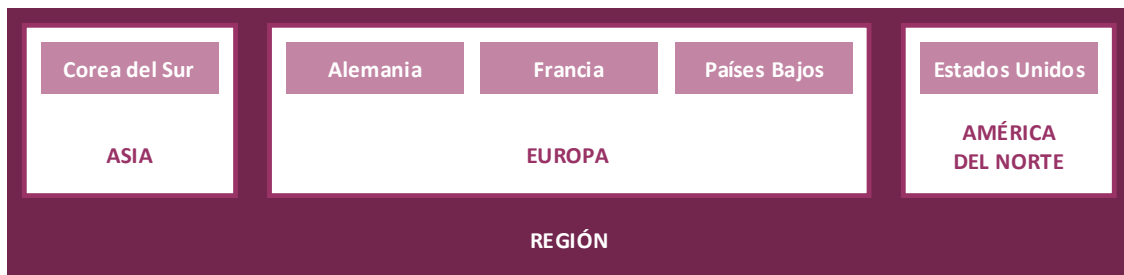 Corea del Sur
ASIA
Alemania
Francia
Países Bajos
EUROPA
Estados Unidos
AMÉRICA
DEL NORTE
REGIÓN